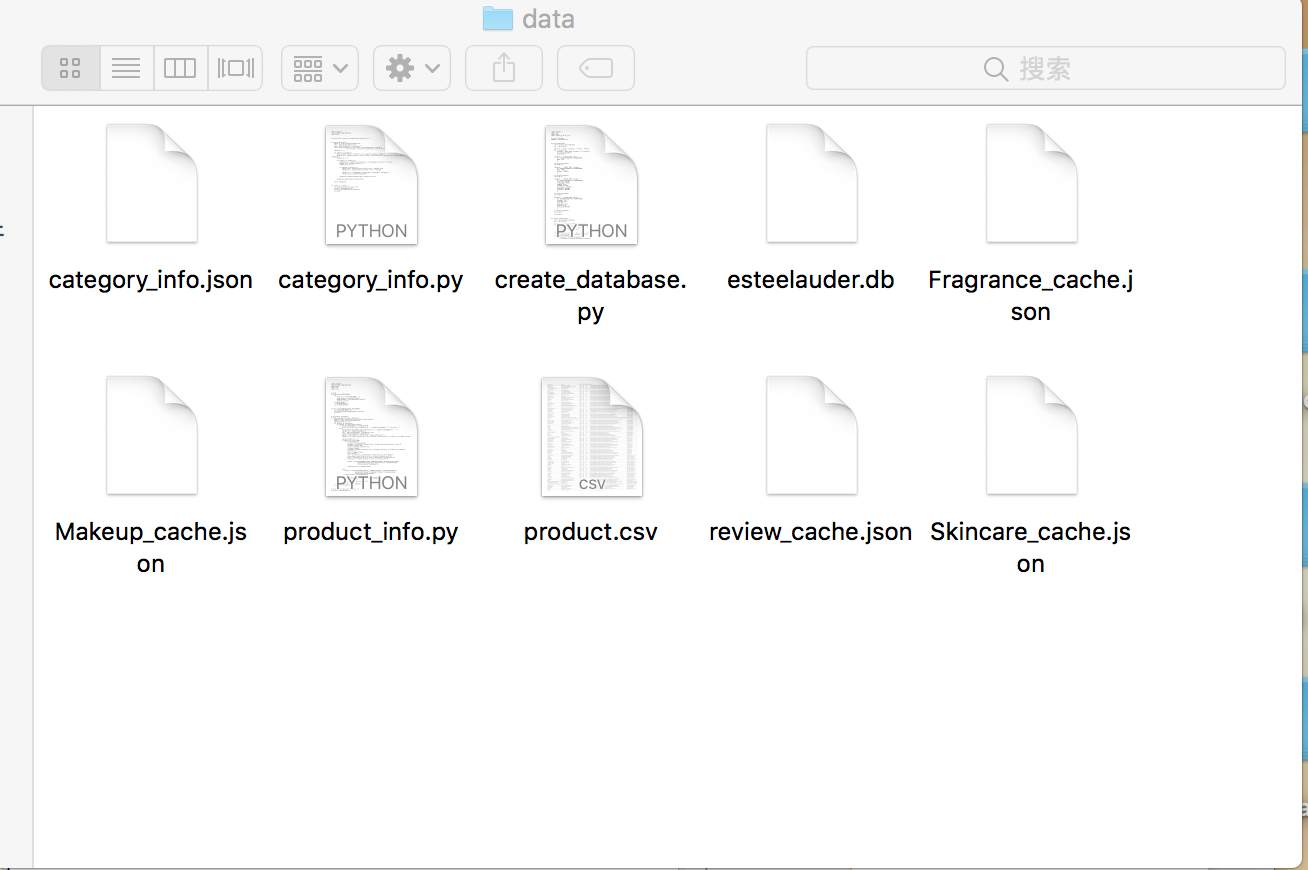 data
搜索
PYTHON
PYTHON
category_info.json
category_info.py
create_database.
py
esteelauder.db
Fragrance_cache.j
son
PYTHON
CSV
Makeup_cache.js
on
product_info.py
product.csv
review_cache.json
Skincare_cache.js
on